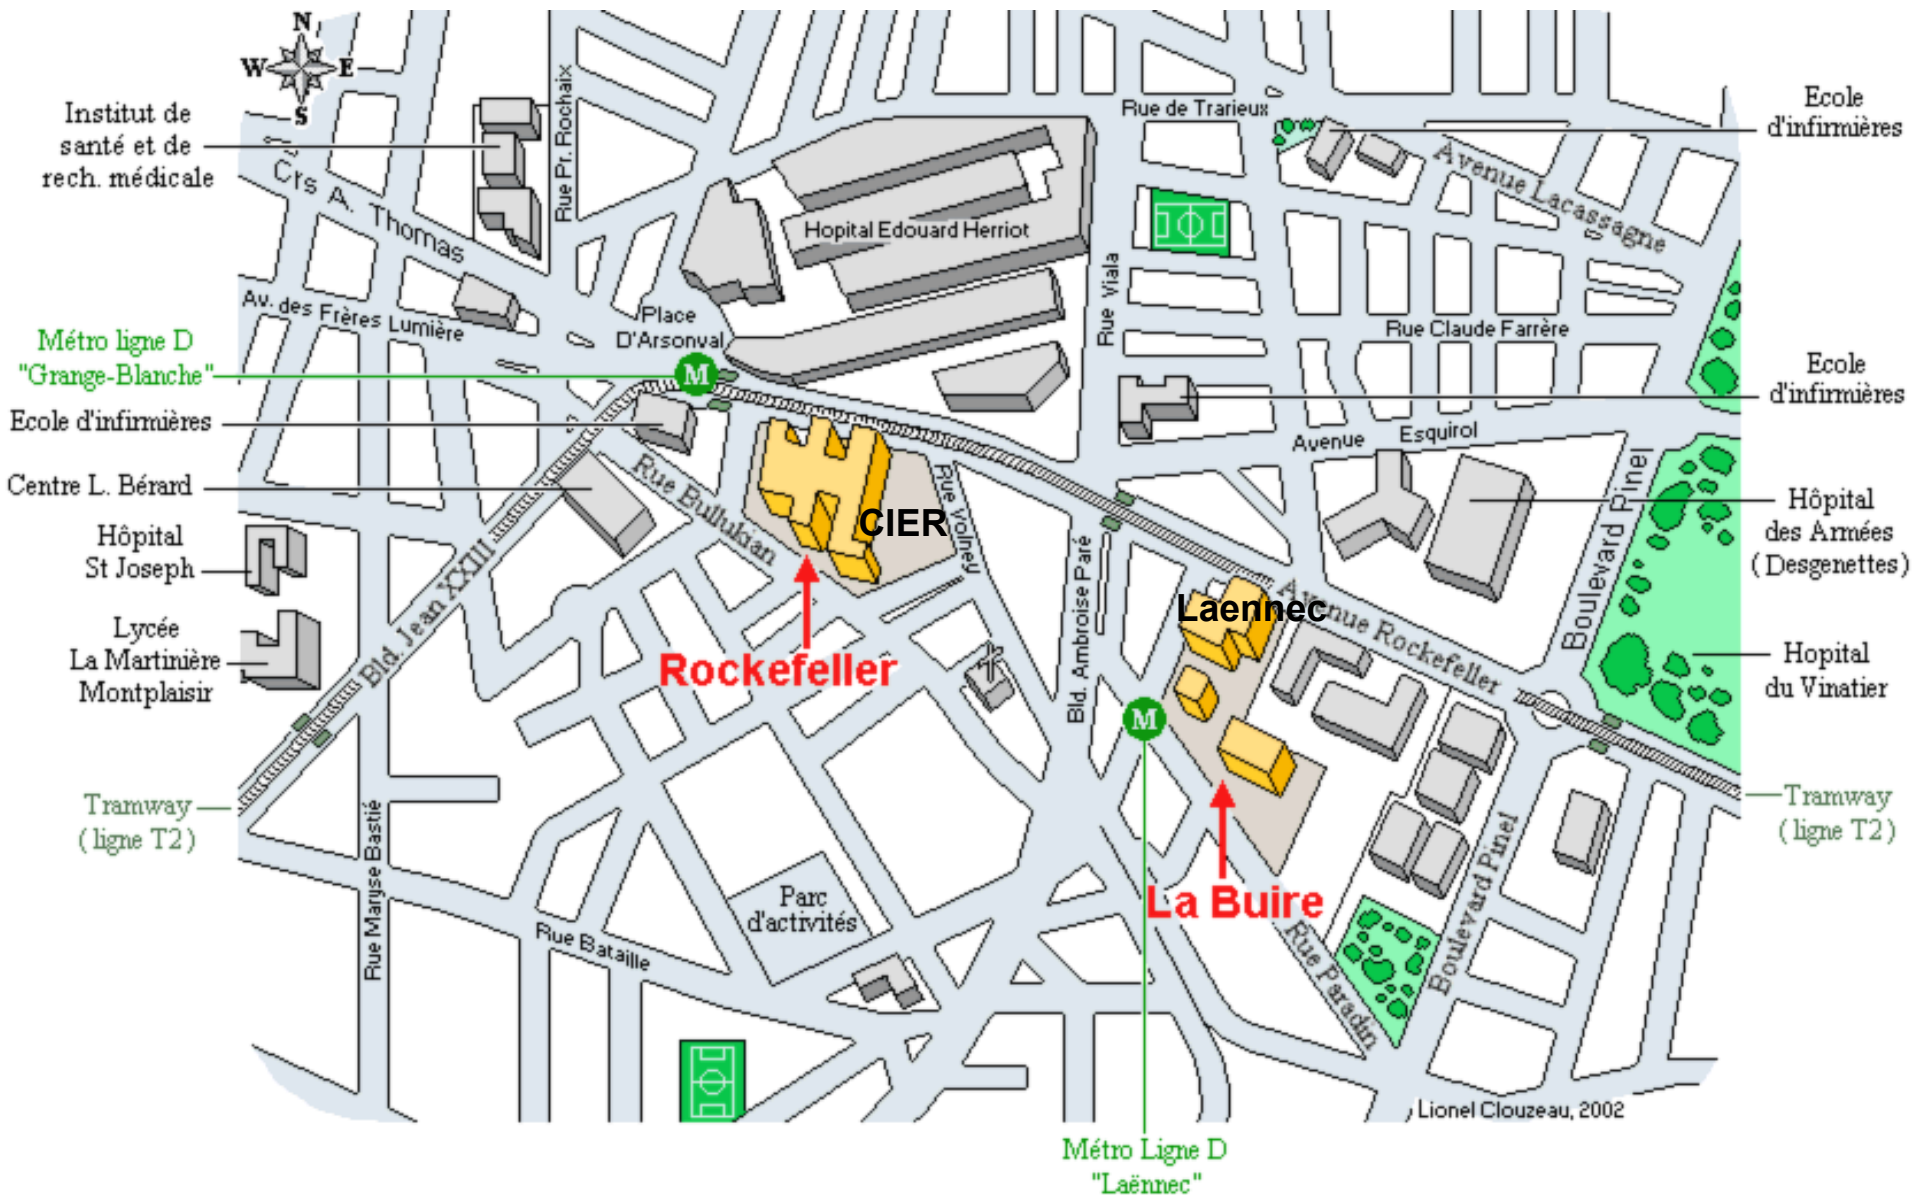 N
W E
S
Institut de
santé et de
rech. médicale
Crs A. Thomas
Rue Pr. Rochaix
Hopital Edouard Herriot
Rue de Trarieux
Ecole
d'infirmières
Avenue Lacassagne
Av. des Frères Lumière
Place
D'Arsonval
Rue Viala
Rue Claude Farrère
Métro ligne D
"Grange-Blanche"
M
Ecole
d'infirmières
Ecole d'infirmières
Avenue Esquirol
Centre L. Bérard
Rue Bullukian
CIER
Rue Volney
Boulevard Pinel
Hôpital
des Armées
( Desgenettes)
Hôpital
St Joseph
Bld. Jean XXIII
Bld. Ambroise Paré
Laennec
Avenue Rockefeller
Lycée
La Martinière
Montplaisir
Rockefeller
Hopital
du Vinatier
M
Tramway
( ligne T2 )
Tramway
( ligne T2 )
Rue Maryse Bastié
Parc
d'activités
La Buire
Boulevard Pinel
Rue Bataille
Rue Paradin
Lionel Clouzeau, 2002
Métro Ligne D
"Laënnec"